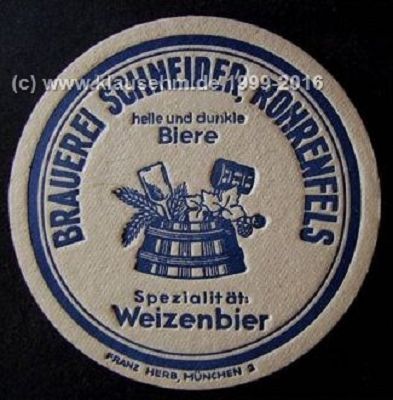 (c) www.klausehm.de/1999-2016
BRAUEREI SCHNEIDER, ROHRENFELS
helle und dunkle
Biere
Spezialität:
Weizenbier
FRANZ HERB, MÜNCHEN 2